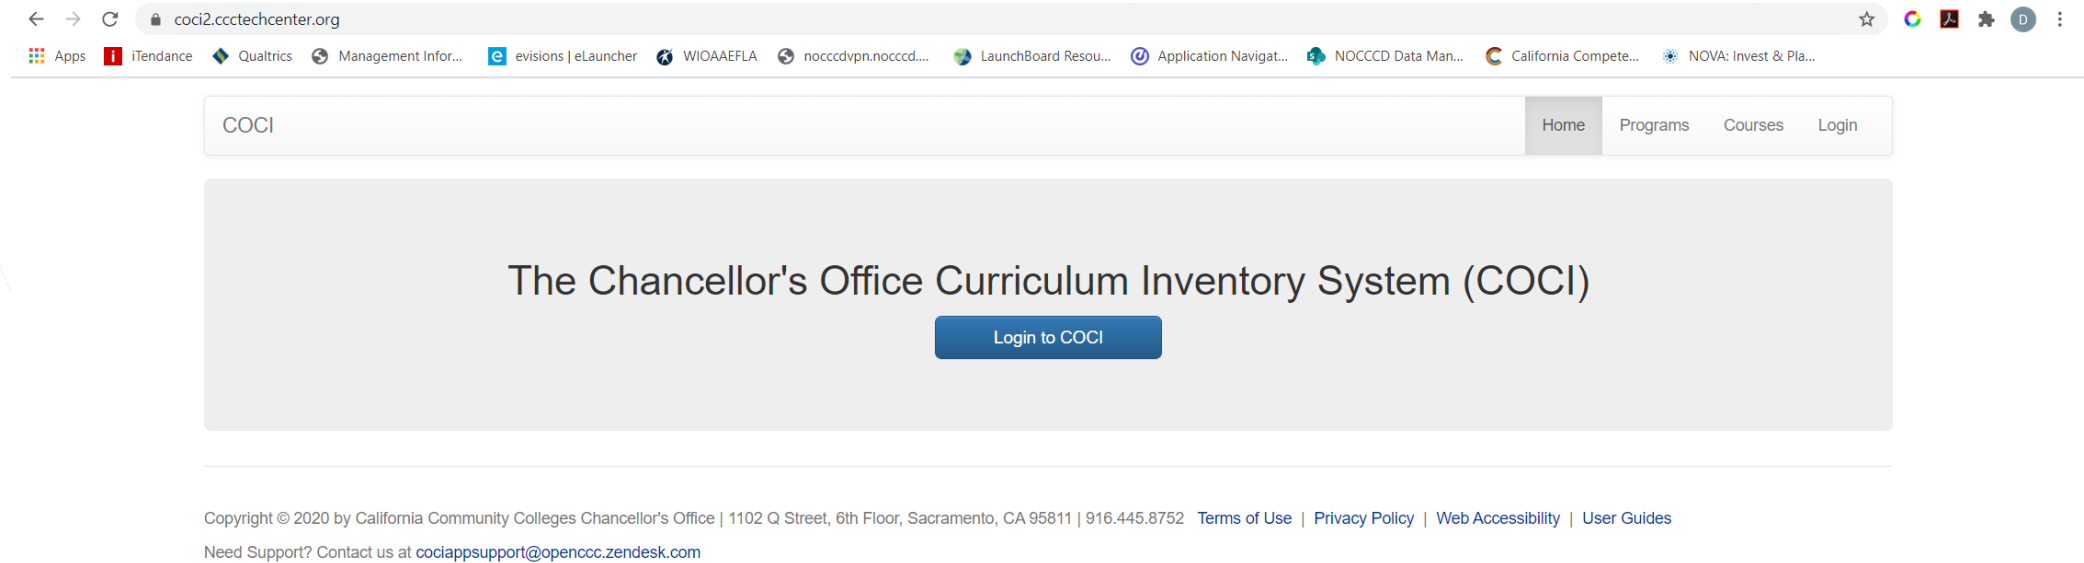 coci2.ccctechcenter.org
D
Apps iTendance Qualtrics Management Infor... evisions | eLauncher WIOAAEFLA nocccdvpn.nocccd.... LaunchBoard Resou... Application Navigat... NOCCCD Data Man... California Compete... NOVA: Invest & Pla...
COCI Home Programs Courses Login
The Chancellor's Office Curriculum Inventory System (COCI)
Login to COCI
Copyright © 2020 by California Community Colleges Chancellor's Office | 1102 Q Street, 6th Floor, Sacramento, CA 95811 | 916.445.8752 Terms of Use | Privacy Policy | Web Accessibility | User Guides
Need Support? Contact us at cociappsupport@openccc.zendesk.com